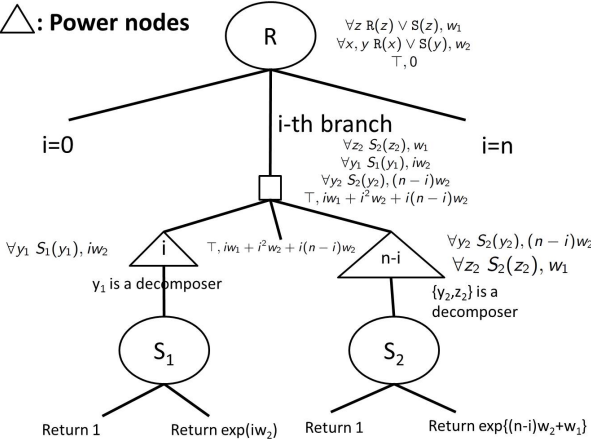 : Power nodes
R
∀z R(z) ∨ S(z), w₁
∀x, y R(x) ∨ S(y), w₂
⊤, 0
i=0
i-th branch
i=n
∀z₂ S₂(z₂), w₁
∀y₁ S₁(y₁), iw₂
∀y₂ S₂(y₂), (n − i)w₂
⊤, iw₁ + i²w₂ + i(n − i)w₂
∀y₁ S₁(y₁), iw₂
i
⊤, iw₁ + i²w₂ + i(n − i)w₂
n-i
∀y₂ S₂(y₂), (n − i)w₂
∀z₂ S₂(z₂), w₁
y₁ is a decomposer
{y₂,z₂} is a
decomposer
S₁
S₂
Return 1
Return exp(iw₂)
Return 1
Return exp{(n-i)w₂+w₁}